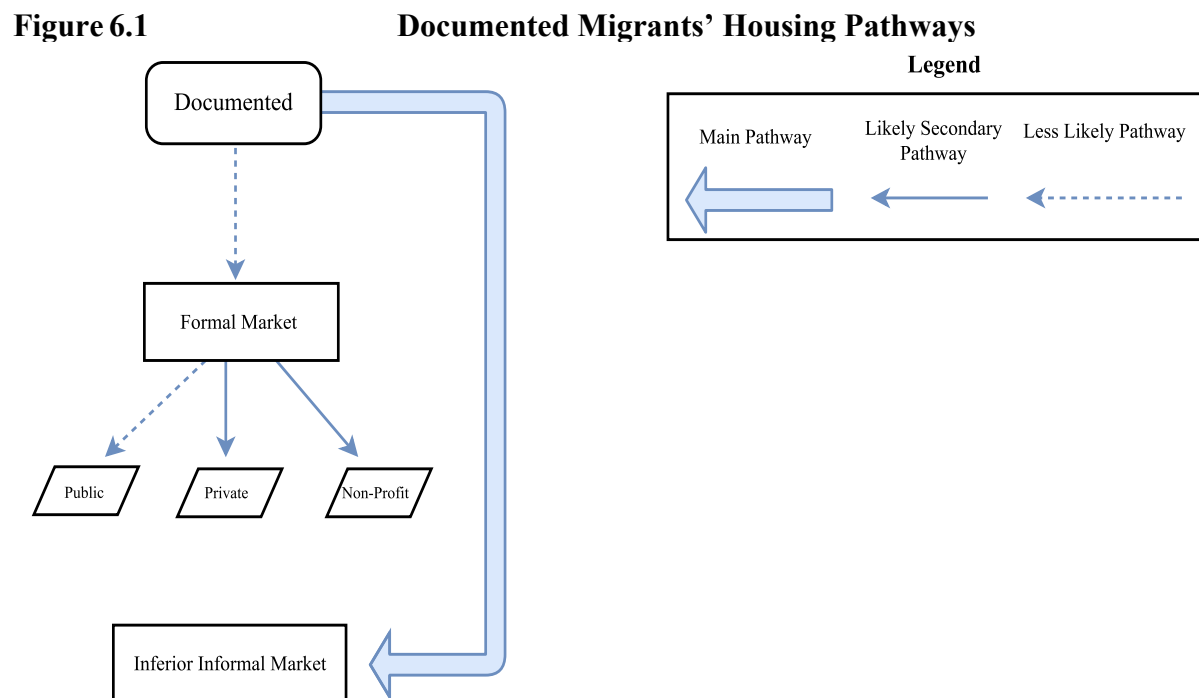 Figure 6.1 Documented Migrants’ Housing Pathways
Legend
Documented
Main Pathway
Likely Secondary
Pathway
Less Likely Pathway
Formal Market
Public
Private
Non-Profit
Inferior Informal Market